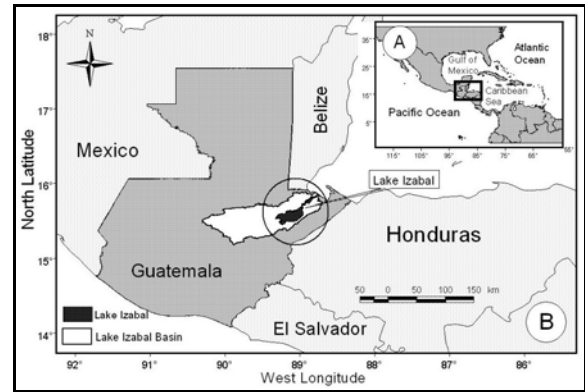 18°
17°
16°
15°
14°
North Latitude
92°
91°
90°
89°
88°
87°
86°
West Longitude
Mexico
Belize
Guatemala
Honduras
El Salvador
Lake Izabal
50 0 50 100 150 km
Lake Izabal
Lake Izabal Basin
B
A
Gulf of
Mexico
Atlantic
Ocean
Caribbean
Sea
Pacific Ocean
35°
25°
15°
5°
115°
105°
95°
85°
75°
65°
55°